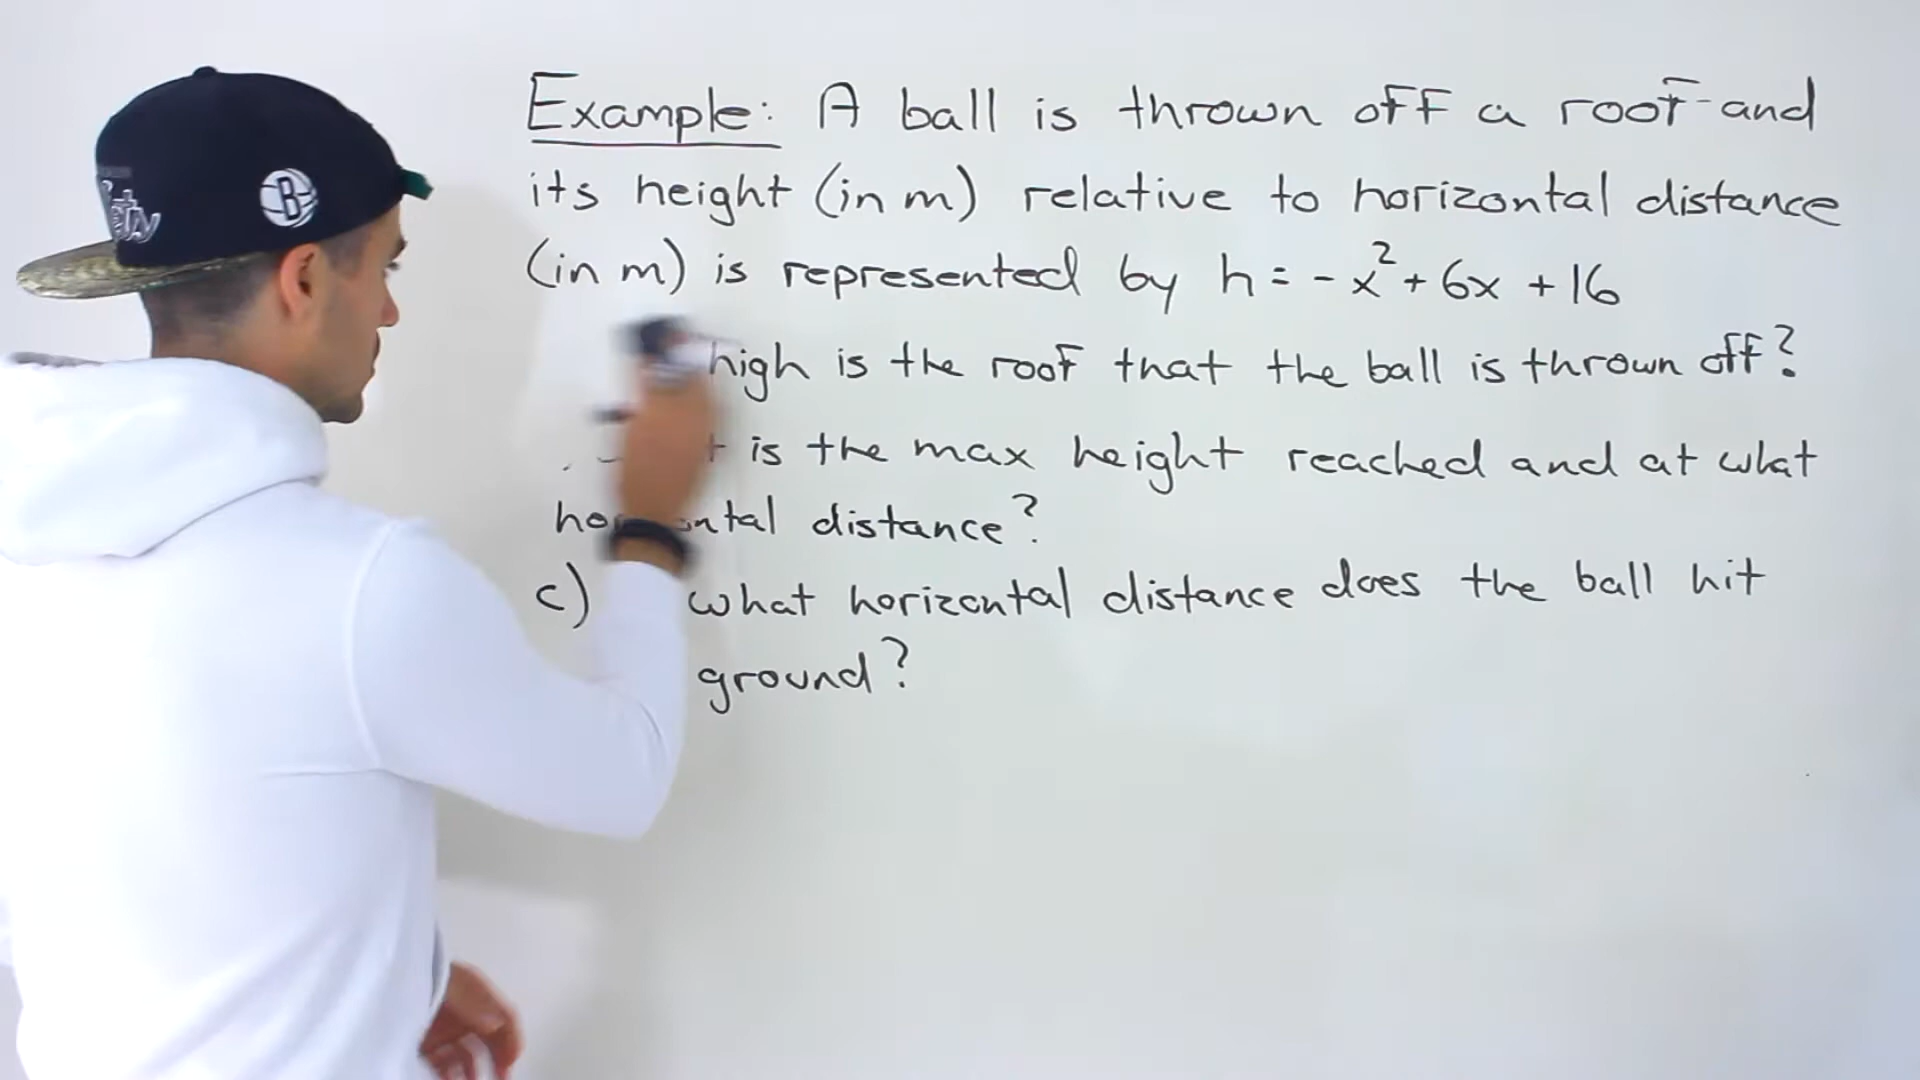 Example: A ball is thrown off a roof and
its height (in m) relative to horizontal distance
(in m) is represented by h = - x² + 6x + 16
high is the roof that the ball is thrown off?
is the max height reached and at what
distance?
c) what horizontal distance does the ball hit
ground?
B